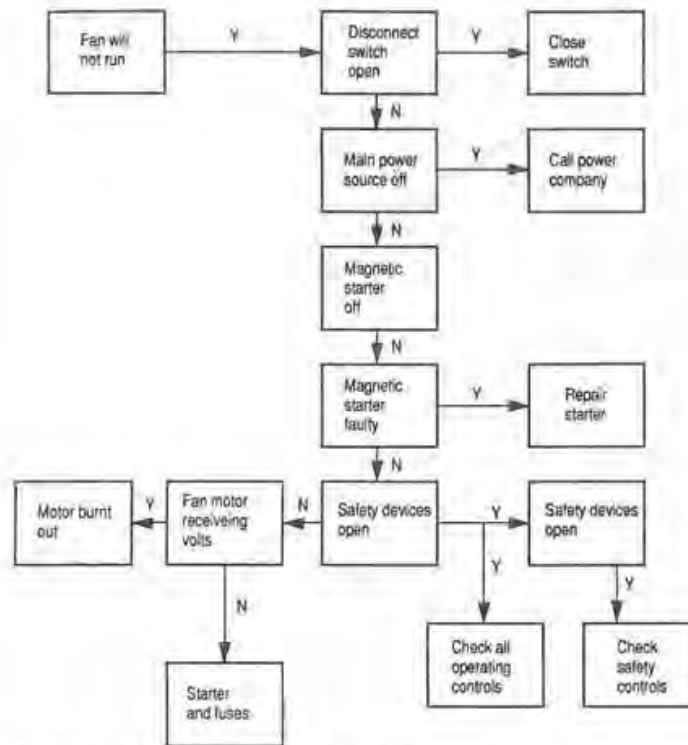 Fan will
not run
Y
Disconnect
switch
open
Y
Close
switch
N
Main power
source off
Y
Call power
company
N
Magnetic
starter
off
N
Magnetic
starter
faulty
Y
Repair
starter
N
Motor burnt
out
Y
Fan motor
receiveing
volts
N
Safety devices
open
Y
Safety devices
open
Y
Y
N
Check all
operating
controls
Check
safety
controls
Starter
and fuses